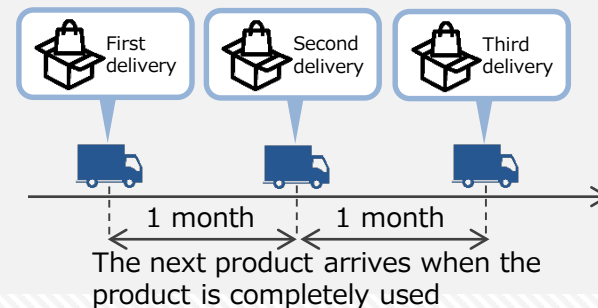 First
delivery
Second
delivery
Third
delivery
1 month
1 month
The next product arrives when the
product is completely used